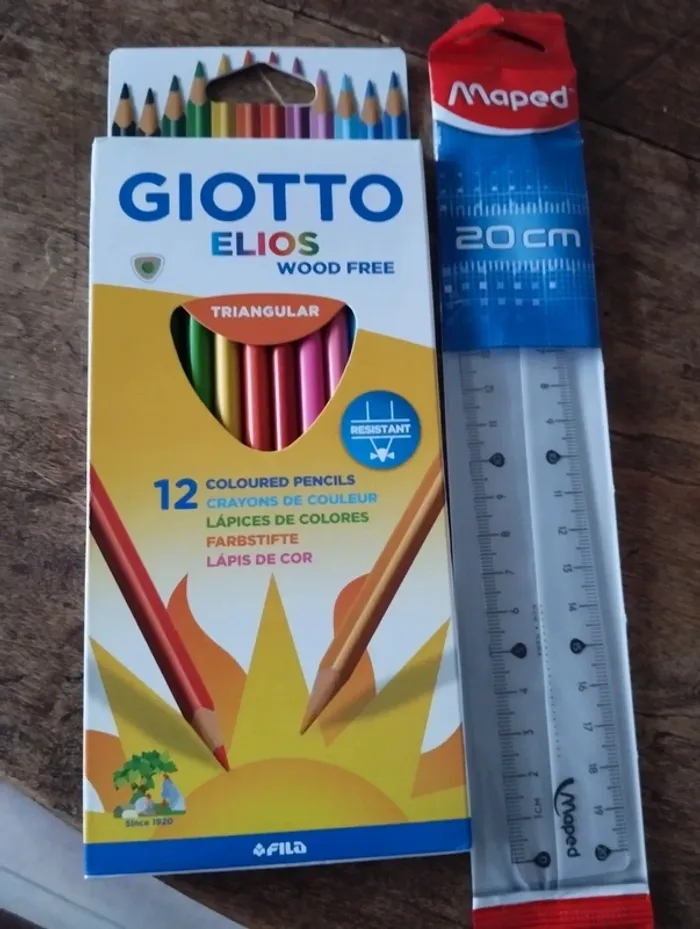 GIOTTO
ELIOS
WOOD FREE
TRIANGULAR
RESISTANT
12 COLOURED PENCILS
CRAYONS DE COULEUR
LÁPICES DE COLORES
FARBSTIFTE
LÁPIS DE COR
Since 1920
FILA
Maped
20 cm
Maped